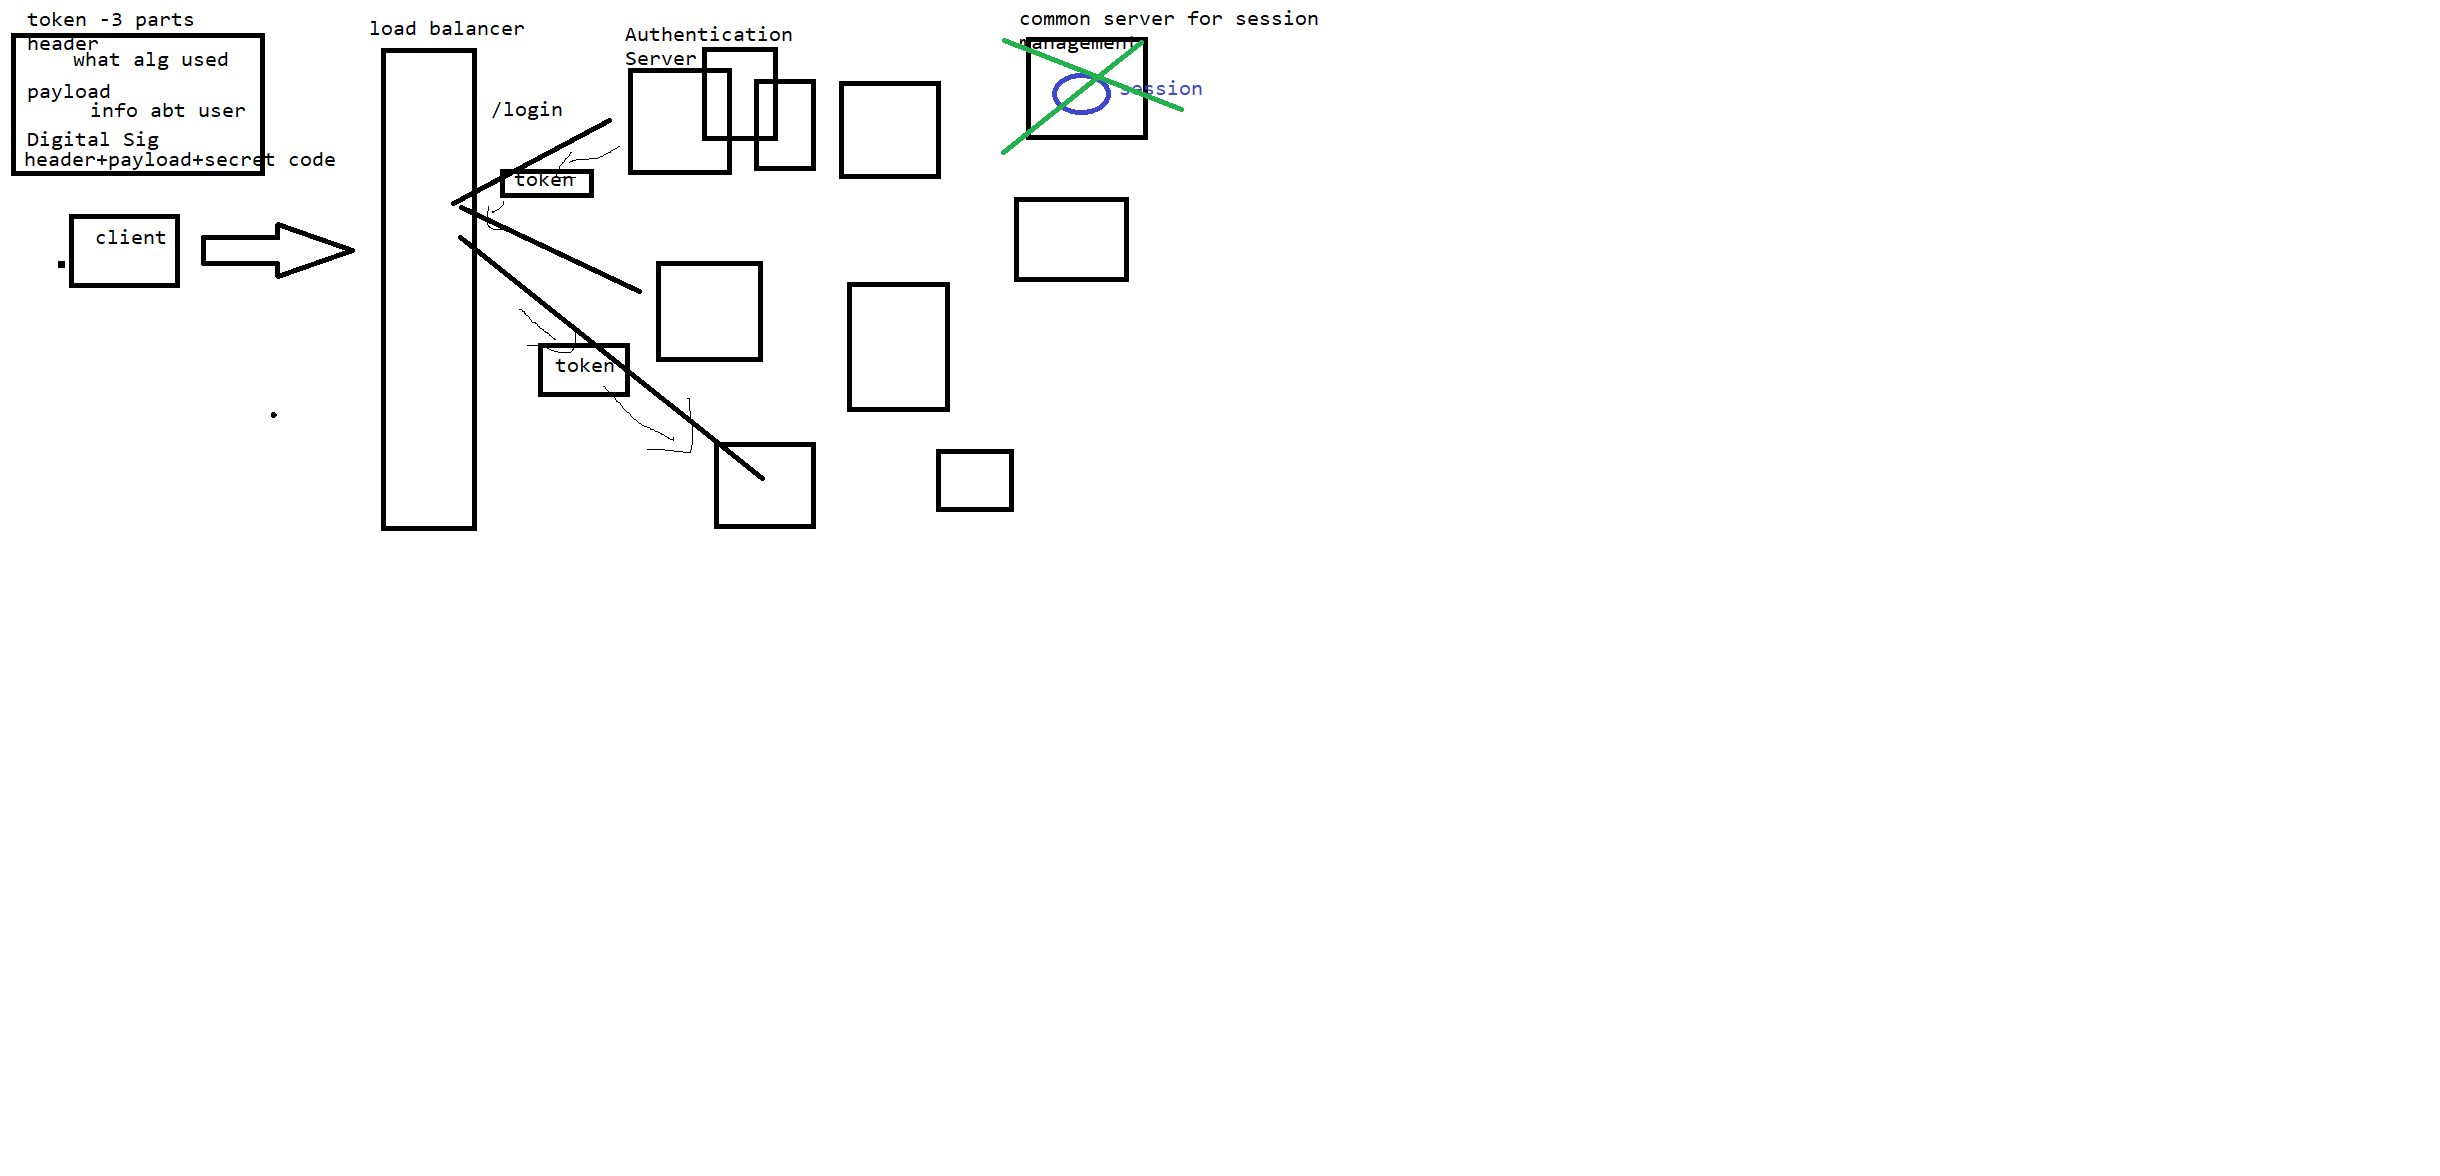 token -3 parts
header
what alg used
payload
info abt user
Digital Sig
header+payload+secret code
client
load balancer
/login
token
token
Authentication
Server
common server for session
management
session